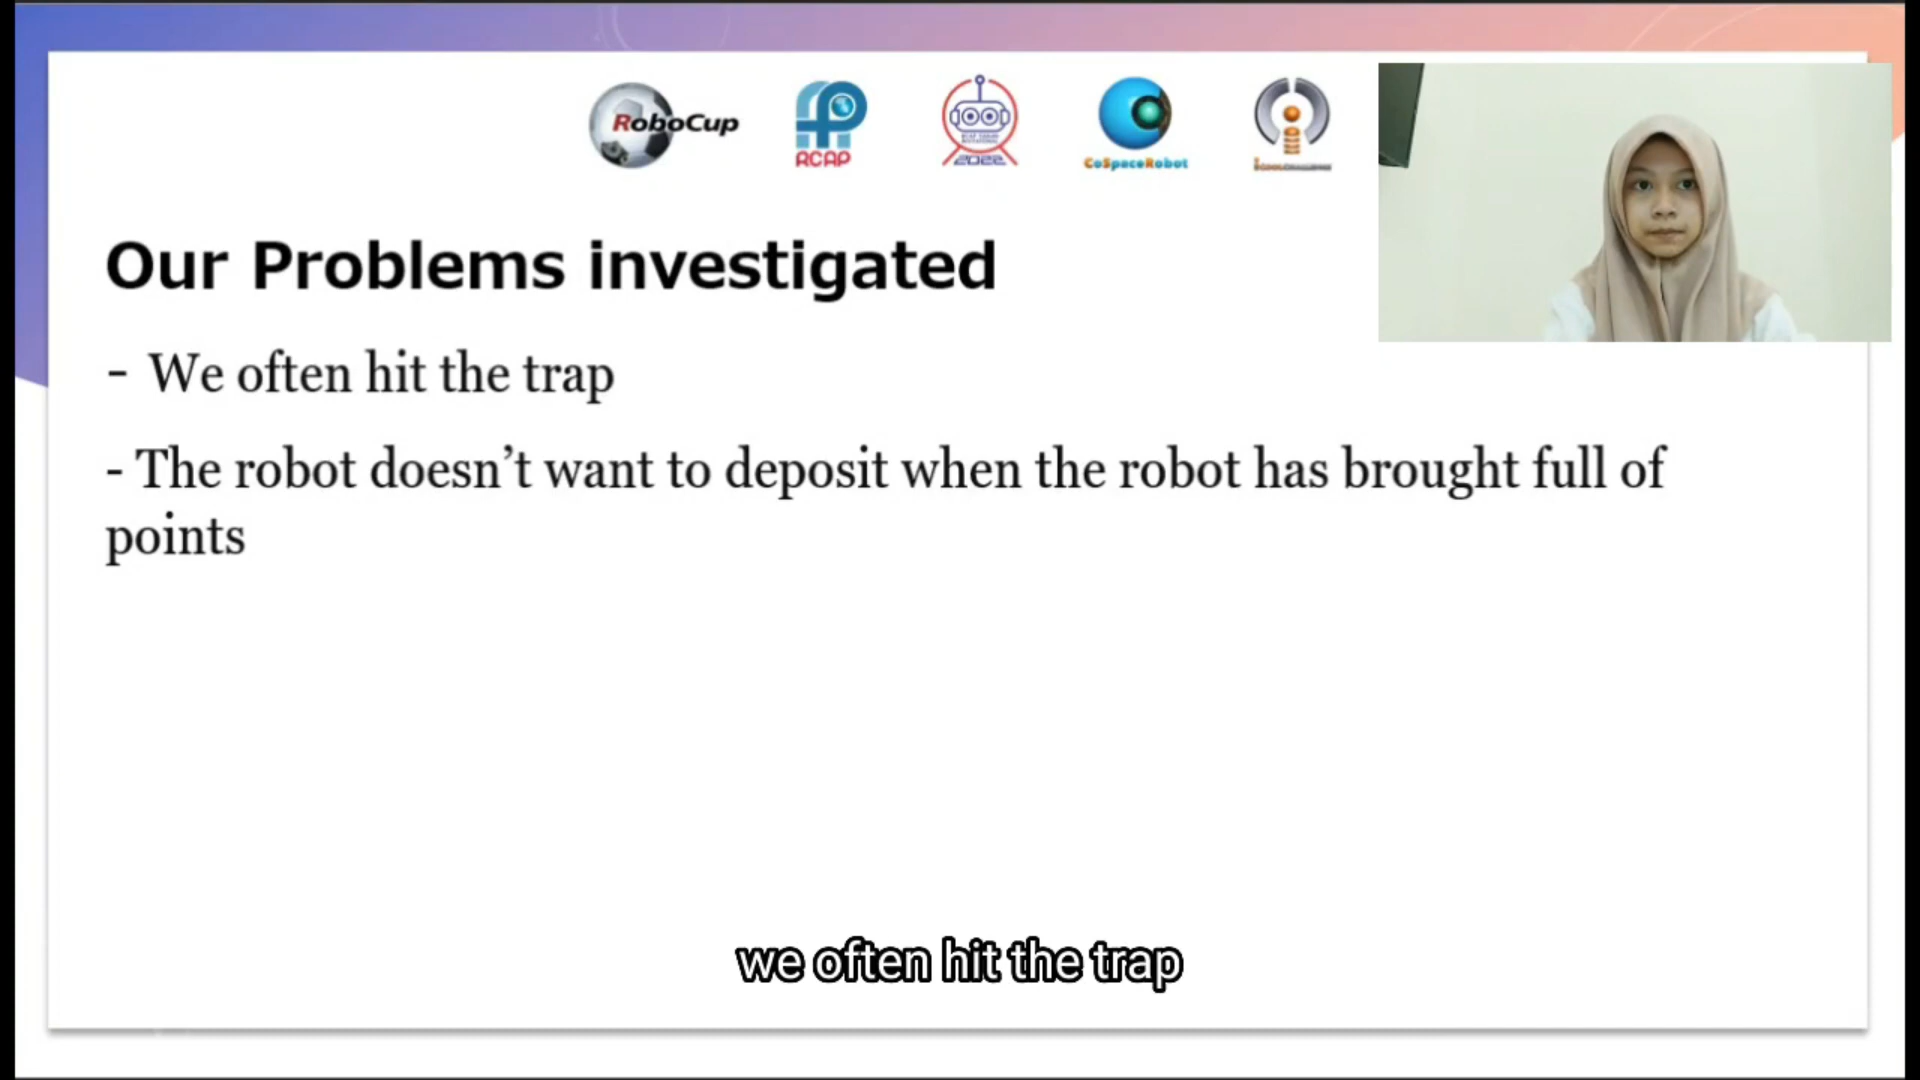 RoboCup
RCAP
2022
CoSpaceRobot
Our Problems investigated
- We often hit the trap
- The robot doesn’t want to deposit when the robot has brought full of
points
we often hit the trap